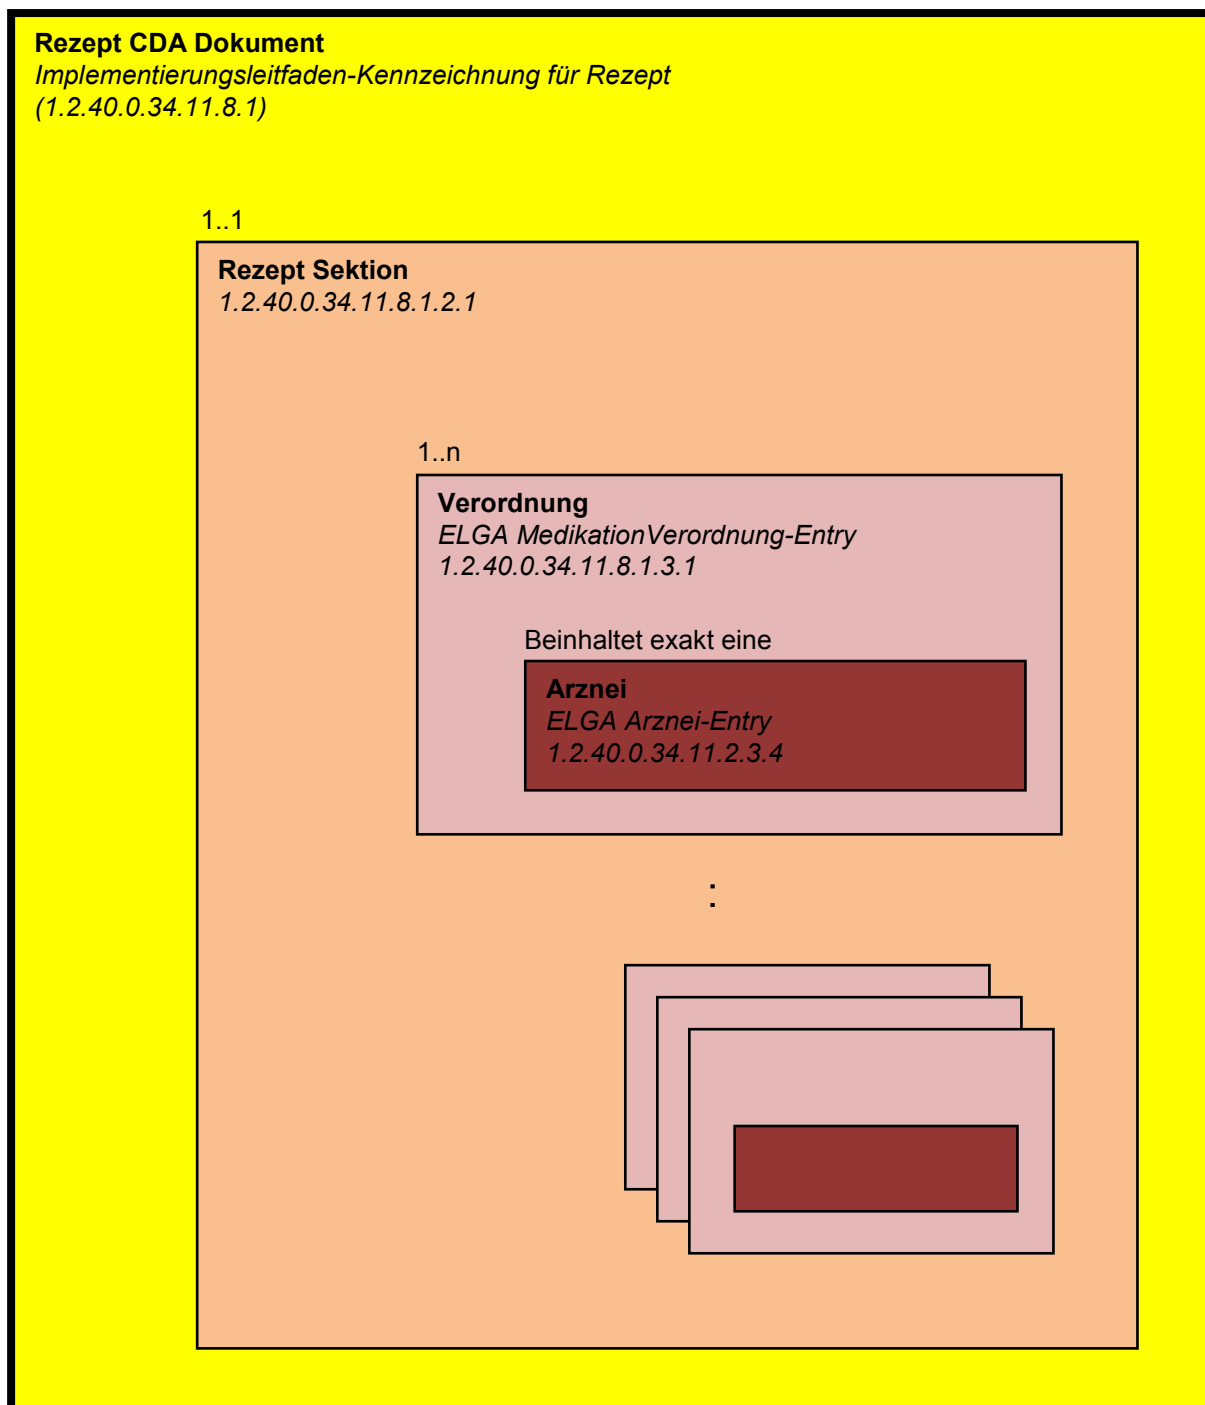 Rezept CDA Dokument
Implementierungsleitfaden-Kennzeichnung für Rezept
(1.2.40.0.34.11.8.1)
1..1
Rezept Sektion
1.2.40.0.34.11.8.1.2.1
1..n
Verordnung
ELGA MedikationVerordnung-Entry
1.2.40.0.34.11.8.1.3.1
Beinhaltet exakt eine
Arznei
ELGA Arznei-Entry
1.2.40.0.34.11.2.3.4
: